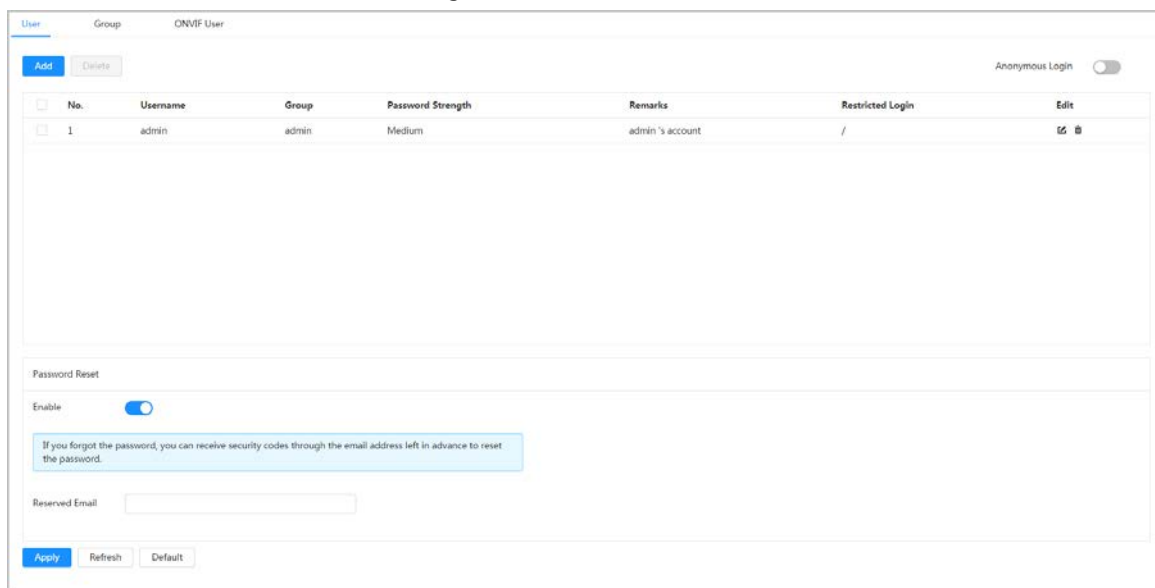 User Group ONVIF User
Add Delete Anonymous Login
No. Username Group Password Strength Remarks Restricted Login Edit
1 admin admin Medium admin 's account /
Password Reset
Enable
If you forgot the password, you can receive security codes through the email address left in advance to reset
the password.
Reserved Email
Apply Refresh Default